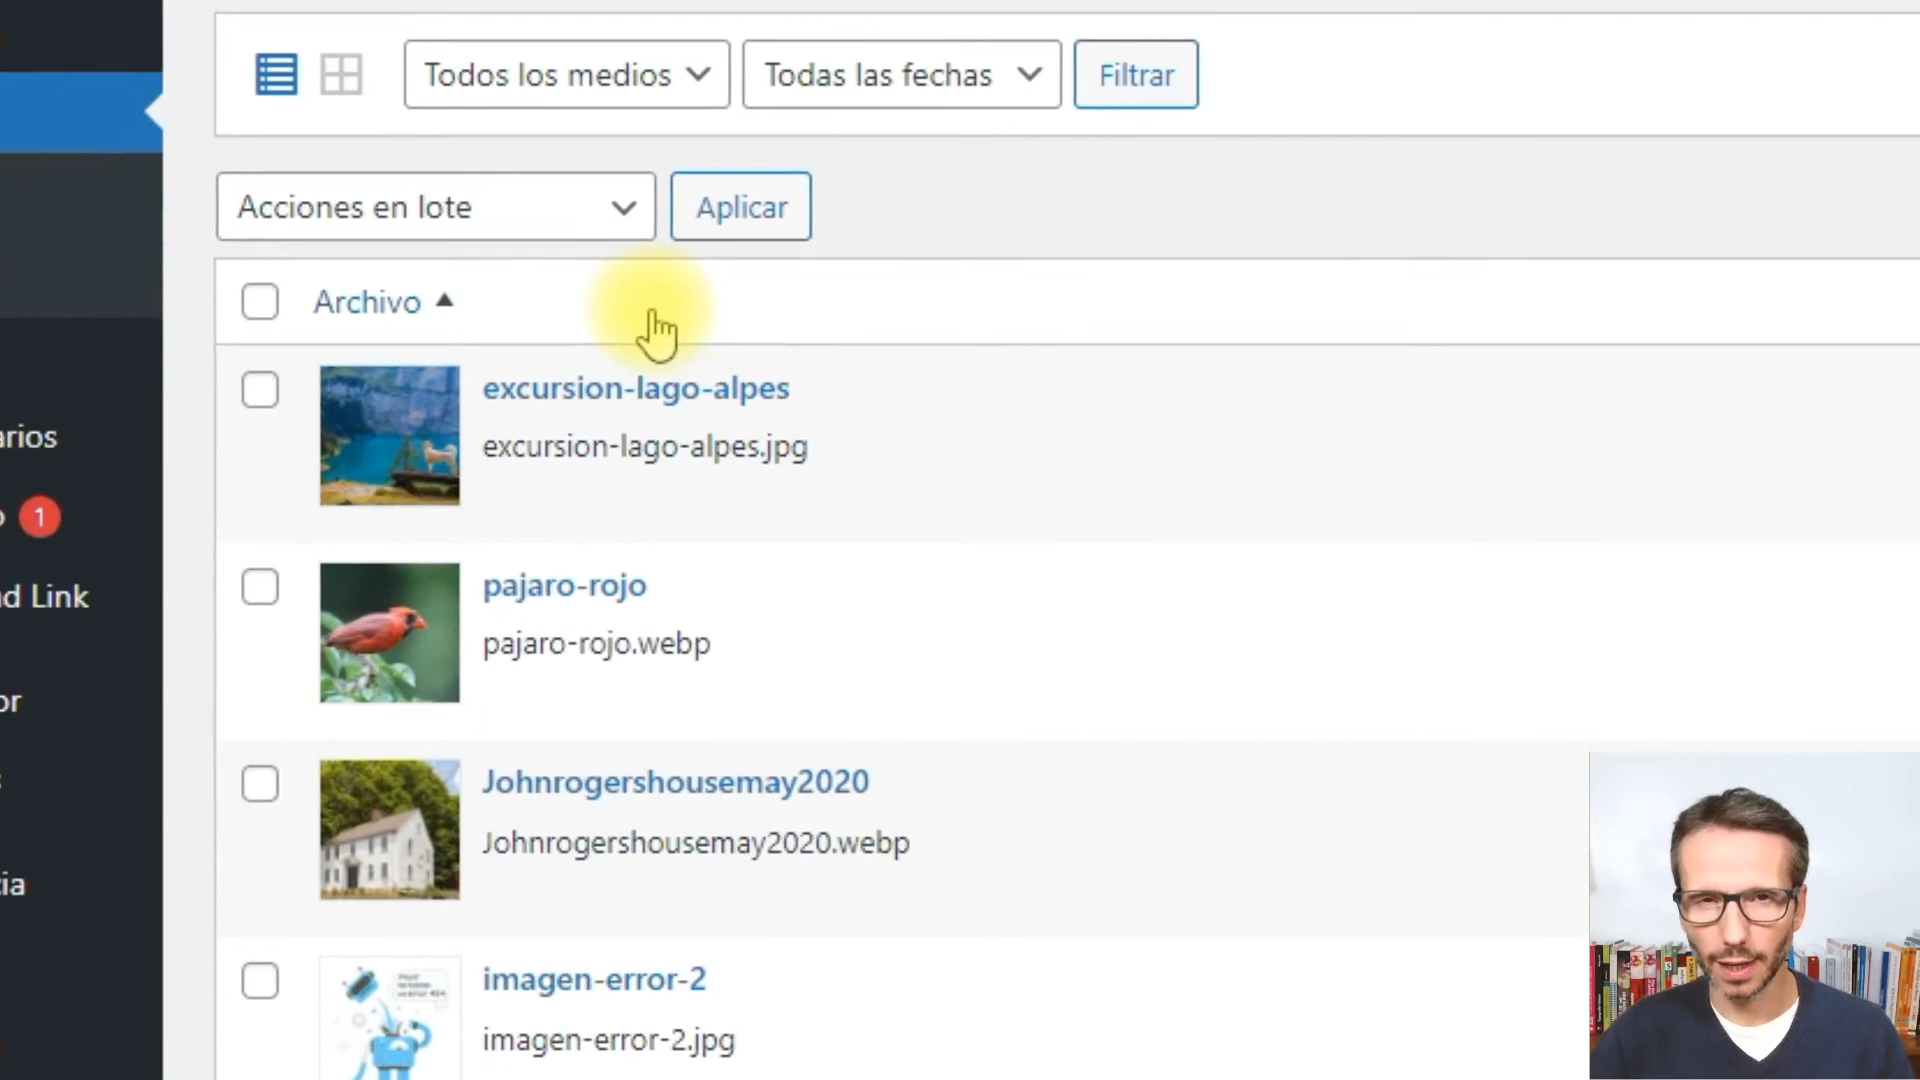 Todos los medios
Todas las fechas
Filtrar
Acciones en lote
Aplicar
Archivo
excursion-lago-alpes
excursion-lago-alpes.jpg
arios
o 1
pajaro-rojo
pajaro-rojo.webp
d Link
or
Johnrogershousemay2020
Johnrogershousemay2020.webp
cia
imagen-error-2
imagen-error-2.jpg